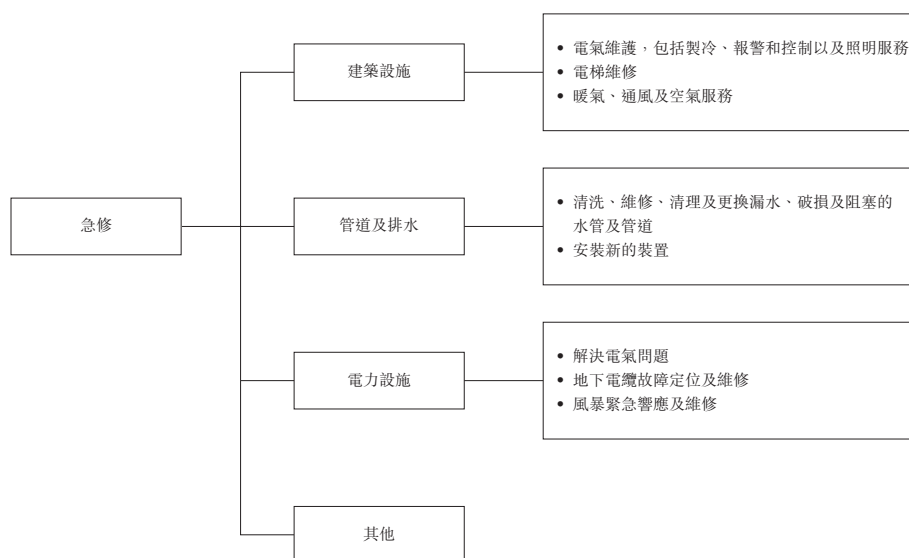 建築設施
• 電氣維護，包括製冷、報警和控制以及照明服務
• 電梯維修
• 暖氣、通風及空氣服務
急修
管道及排水
• 清洗、維修、清理及更換漏水、破損及阻塞的
水管及管道
• 安裝新的裝置
電力設施
• 解決電氣問題
• 地下電纜故障定位及維修
• 風暴緊急響應及維修
其他